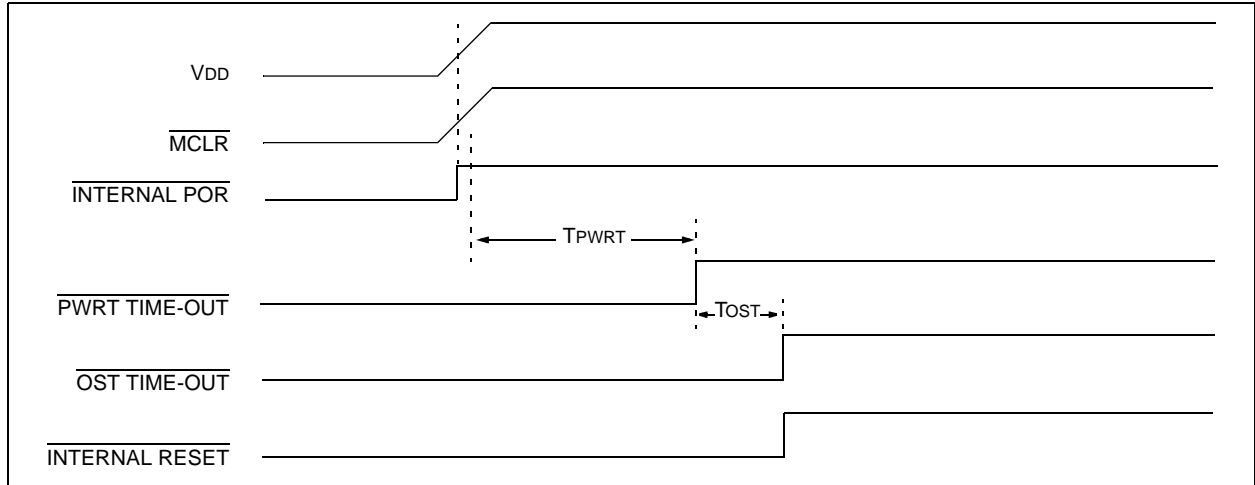 VDD
MCLR
INTERNAL POR
TPWRT
PWRT TIME-OUT
TOST
OST TIME-OUT
INTERNAL RESET